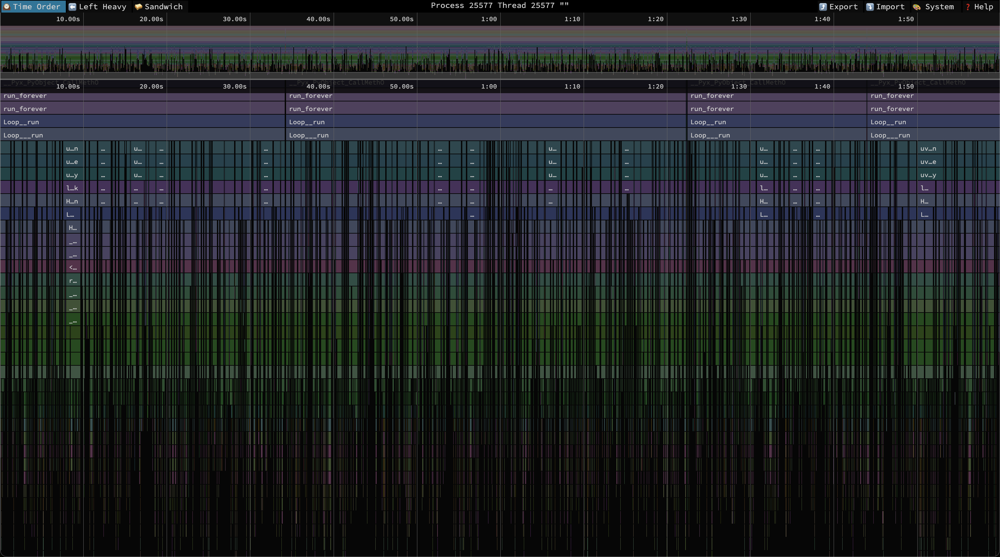 Time Order Left Heavy Sandwich Process 25577 Thread 25577 "" Export Import System Help
10.00s 20.00s 30.00s 40.00s 50.00s 1:00 1:10 1:20 1:30 1:40 1:50
__Pyx_PyObject_CallMethO __Pyx_PyObject_CallMethO __Pyx_PyObject_CallMethO __Pyx_PyObject_CallMethO
10.00s 20.00s 30.00s 40.00s 50.00s 1:00 1:10 1:20 1:30 1:40 1:50
run_forever run_forever run_forever run_forever
run_forever run_forever run_forever run_forever
Loop__run Loop__run Loop__run Loop__run
Loop___run Loop___run Loop___run Loop___run
u…n … u… … … … … u… … u… … … uv…n
u…e … u… … … … … u… … u… … … uv…e
u…y … u… … … … … u… … u… … … uv…y
l…k … … … … … … … … l… … … l…
H…n … … … … … … … H… … … H…
L… … L… … L…
H…
_…
_…
<…
r…
_…
_…
_…